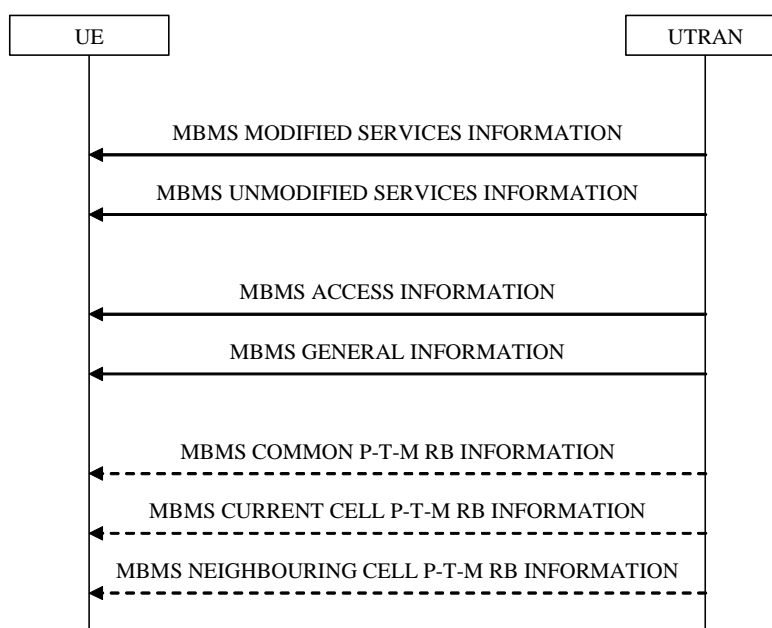 UE
UTRAN
MBMS MODIFIED SERVICES INFORMATION
MBMS UNMODIFIED SERVICES INFORMATION
MBMS ACCESS INFORMATION
MBMS GENERAL INFORMATION
MBMS COMMON P-T-M RB INFORMATION
MBMS CURRENT CELL P-T-M RB INFORMATION
MBMS NEIGHBOURING CELL P-T-M RB INFORMATION